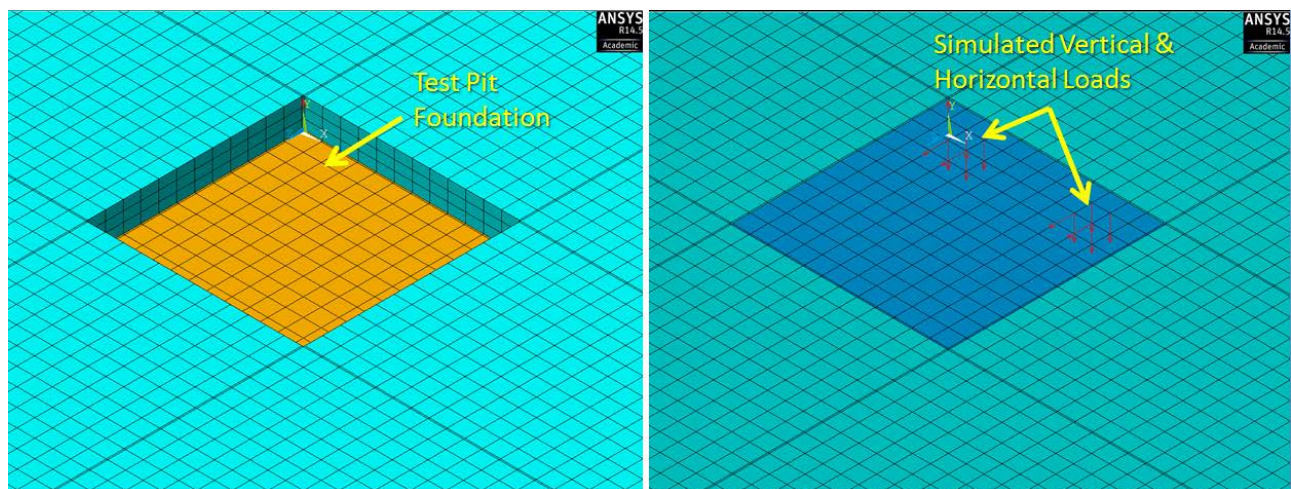 ANSYS
R14.5
Academic
Test Pit
Foundation
Y
X
ANSYS
R14.5
Academic
Simulated Vertical &
Horizontal Loads
Y
X